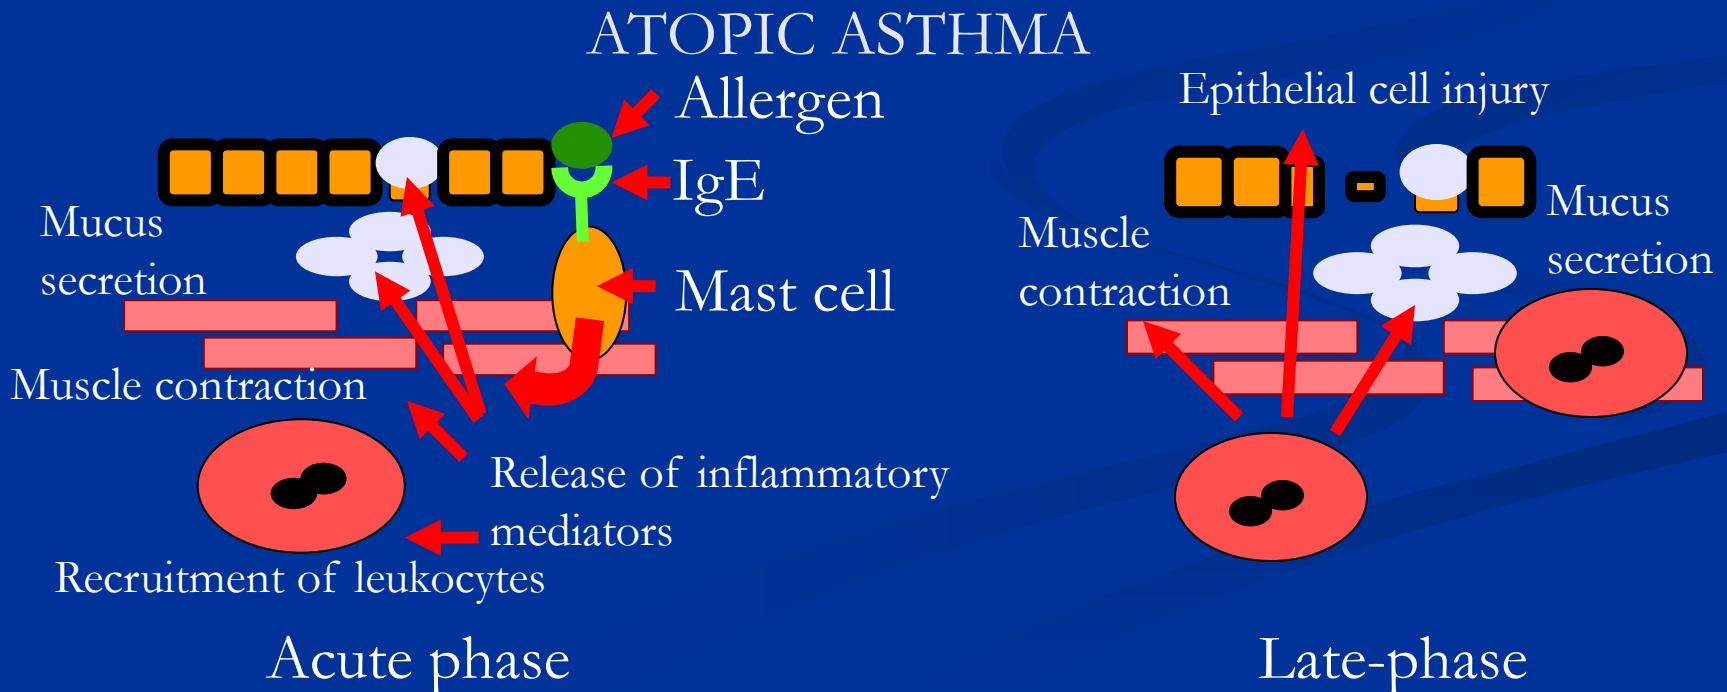 ATOPIC ASTHMA
Allergen
IgE
Mast cell
Mucus
secretion
Muscle contraction
Release of inflammatory
mediators
Recruitment of leukocytes
Acute phase
Epithelial cell injury
Muscle
contraction
Mucus
secretion
Late-phase